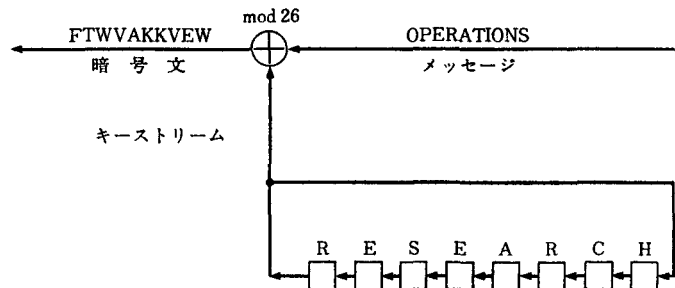 mod 26
FTWVAKKVEW
OPERATIONS
暗号文
メッセージ
キーストリーム
R E S E A R C H